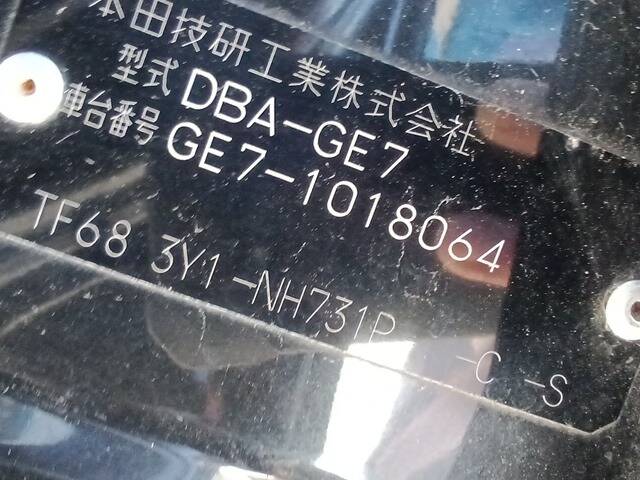 本田技研工業株式会社
型式 DBA-GE7
車台番号 GE7-1018064
TF68 3Y1 -NH731P -C -S